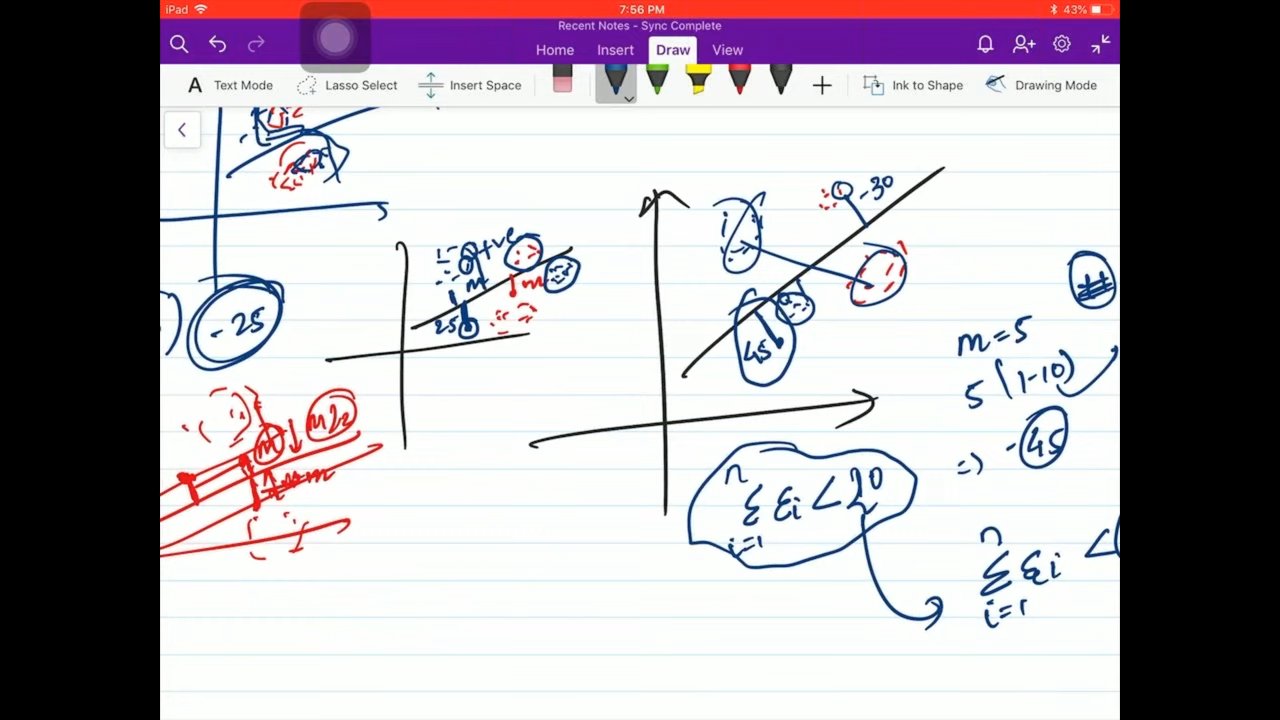 iPad 7:56 PM 43%
Recent Notes - Sync Complete
Home Insert Draw View
A Text Mode Lasso Select Insert Space + Ink to Shape Drawing Mode
-30
+ve
m
m
25
45
-25
m=5
5 (1-10)
=> -45
m
n
Σ εi < 20
i=1
n
Σ εi <
i=1